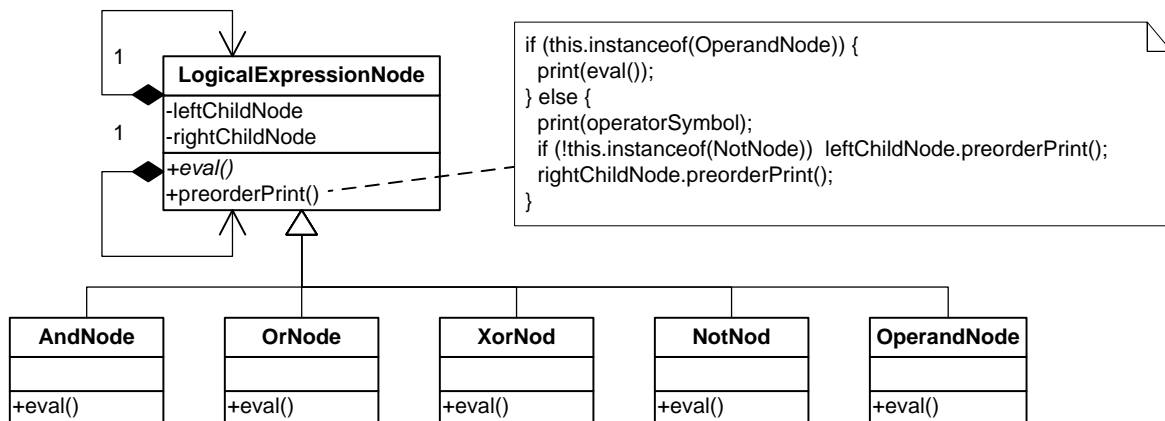 1
LogicalExpressionNode
-leftChildNode
-rightChildNode
1
+eval()
+preorderPrint()
if (this.instanceof(OperandNode)) {
print(eval());
} else {
print(operatorSymbol);
if (!this.instanceof(NotNode))  leftChildNode.preorderPrint();
rightChildNode.preorderPrint();
}
AndNode
+eval()
OrNode
+eval()
XorNod
+eval()
NotNod
+eval()
OperandNode
+eval()